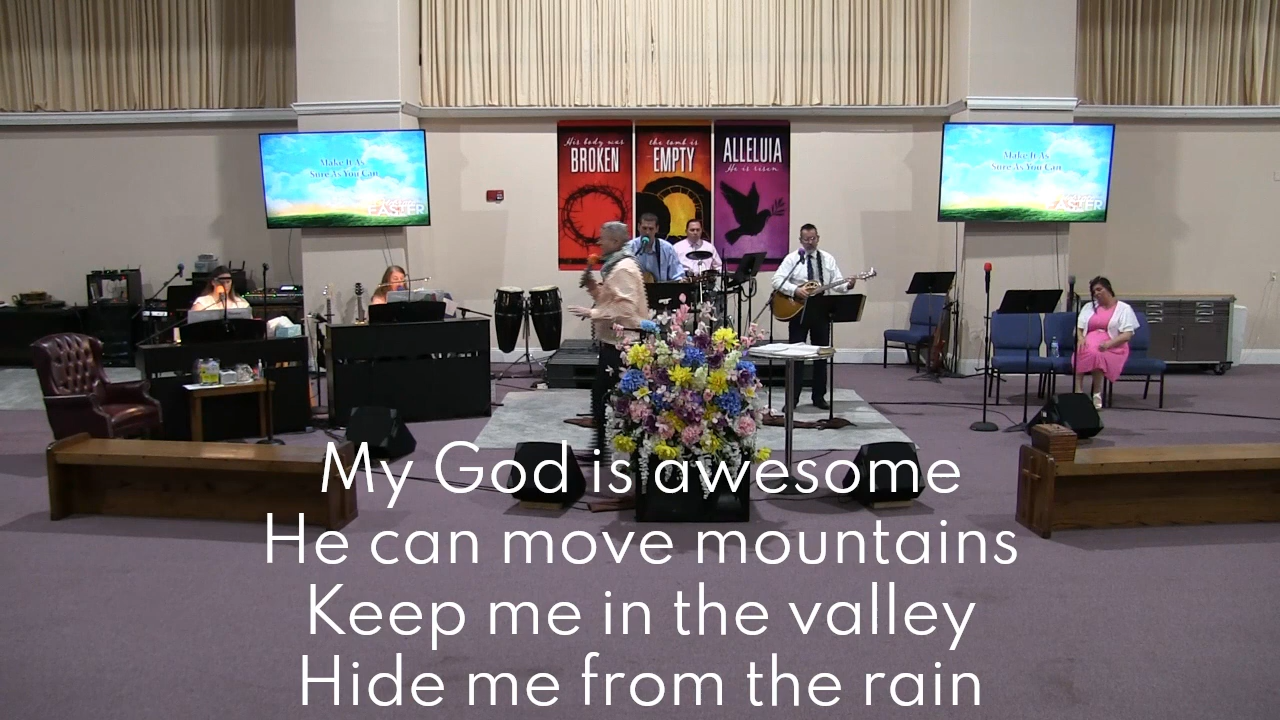 Make It As
Sure As You Can
EASTER
His body was
BROKEN
the tomb is
EMPTY
ALLELUIA
He is risen
Make It As
Sure As You Can
EASTER
My God is awesome
He can move mountains
Keep me in the valley
Hide me from the rain